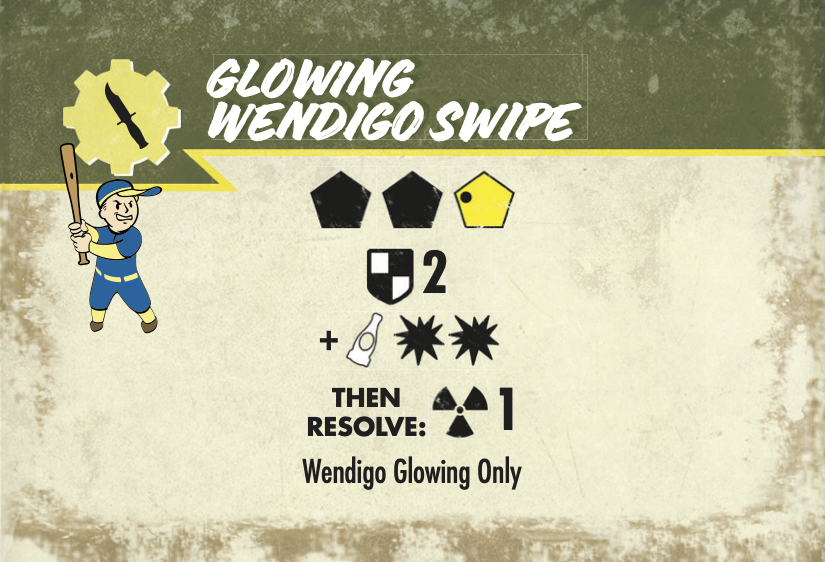 GLOWING
WENDIGO SWIPE
2
+
THEN
RESOLVE: 1
Wendigo Glowing Only